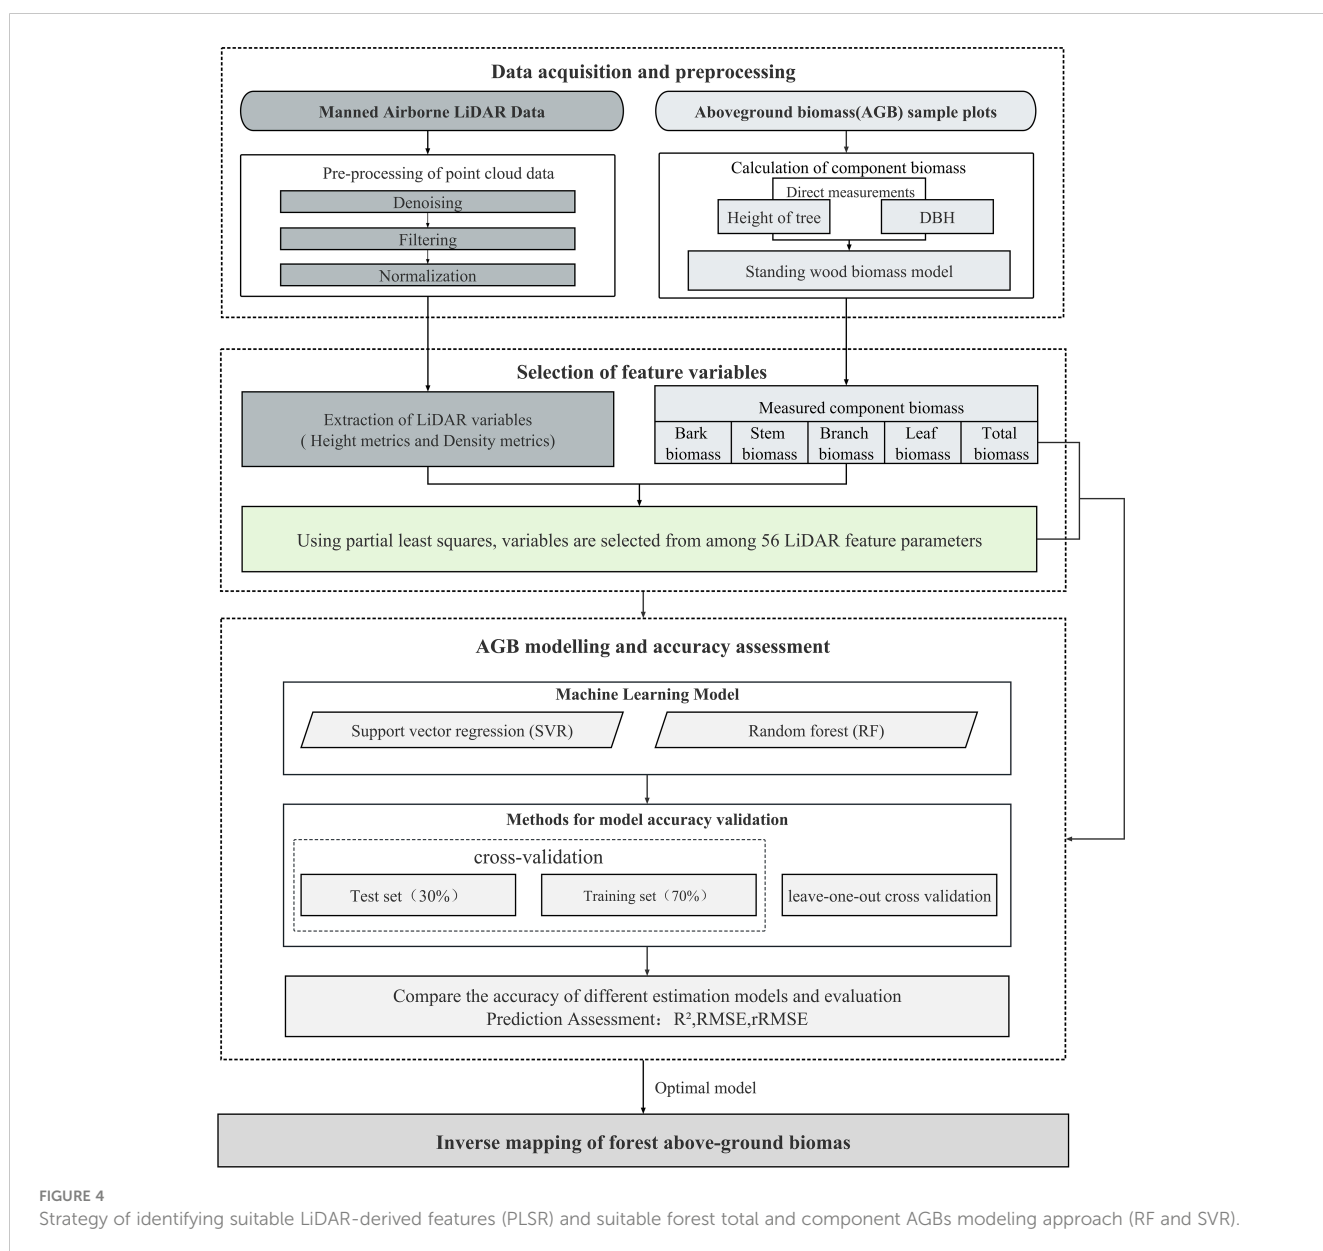 Data acquisition and preprocessing
Manned Airborne LiDAR Data
Aboveground biomass(AGB) sample plots
Pre-processing of point cloud data
Denoising
Filtering
Normalization
Calculation of component biomass
Direct measurements
Height of tree
DBH
Standing wood biomass model
Selection of feature variables
Extraction of LiDAR variables
( Height metrics and Density metrics)
Measured component biomass
Bark
biomass
Stem
biomass
Branch
biomass
Leaf
biomass
Total
biomass
Using partial least squares, variables are selected from among 56 LiDAR feature parameters
AGB modelling and accuracy assessment
Machine Learning Model
Support vector regression (SVR)
Random forest (RF)
Methods for model accuracy validation
cross-validation
Test set（30%）
Training set（70%）
leave-one-out cross validation
Compare the accuracy of different estimation models and evaluation
Prediction Assessment：R²,RMSE,rRMSE
Optimal model
Inverse mapping of forest above-ground biomas
FIGURE 4
Strategy of identifying suitable LiDAR-derived features (PLSR) and suitable forest total and component AGBs modeling approach (RF and SVR).